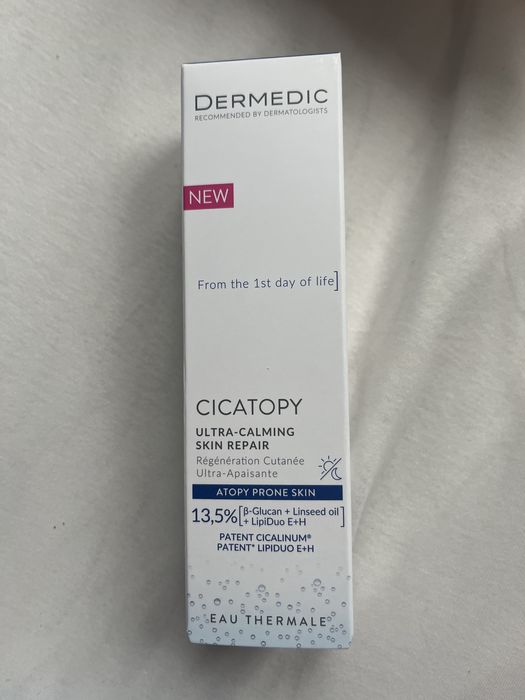 DERMEDIC
RECOMMENDED BY DERMATOLOGISTS
NEW
From the 1st day of life]
CICATOPY
ULTRA-CALMING
SKIN REPAIR
Régénération Cutanée
Ultra-Apaisante
ATOPY PRONE SKIN
13,5% [β-Glucan + Linseed oil
+ LipiDuo E+H]
PATENT CICALINUM®
PATENT* LIPIDUO E+H
EAU THERMALE